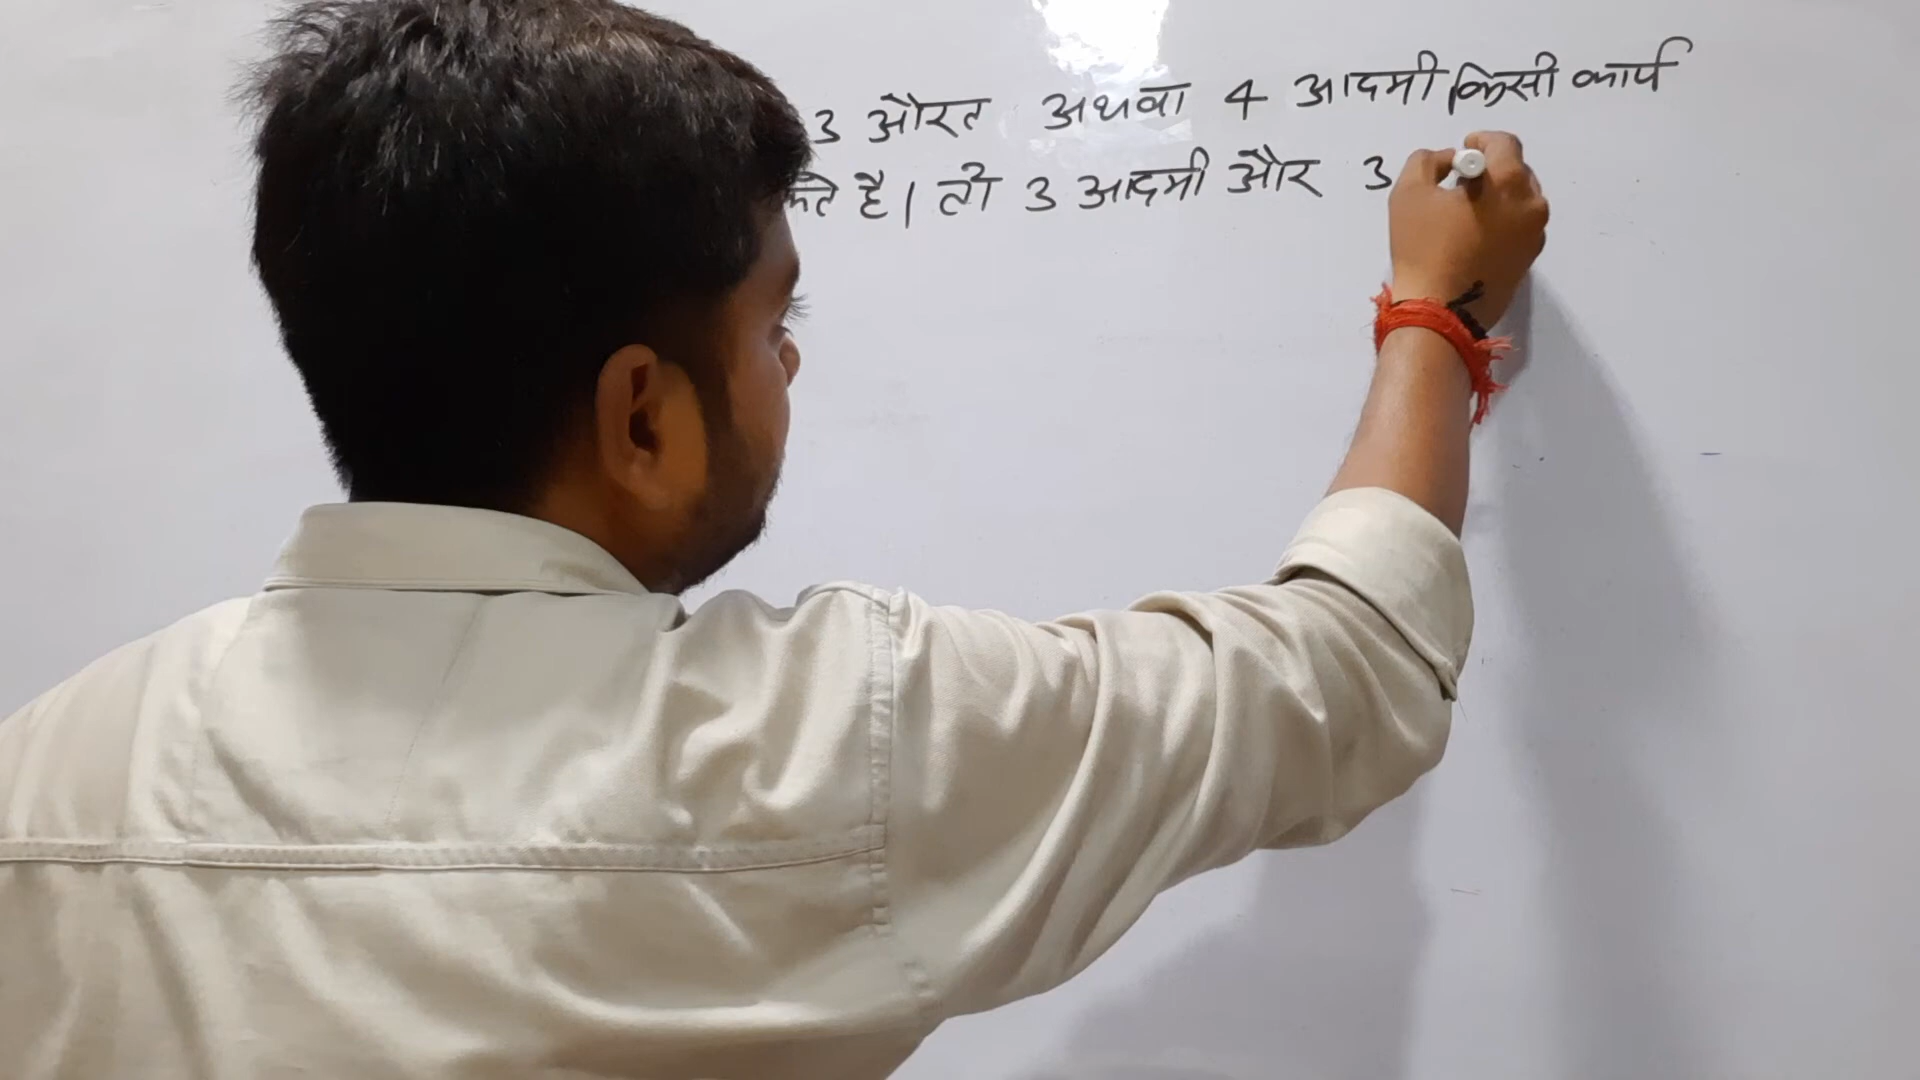 3 औरत अथवा 4 आदमी किसी कार्य
है। तो 3 आदमी और 3